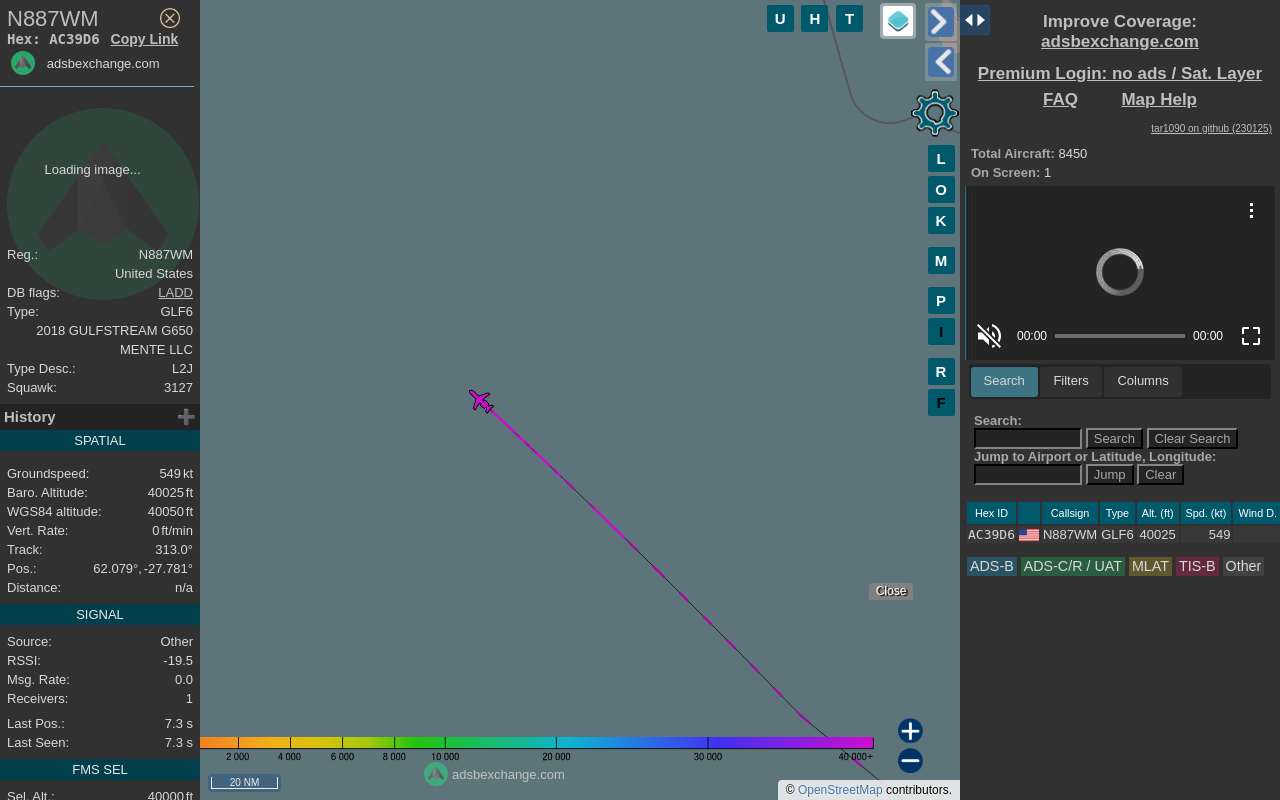 N887WM
Hex: AC39D6 Copy Link
adsbexchange.com
Loading image...
Reg.: N887WM
United States
DB flags: LADD
Type: GLF6
2018 GULFSTREAM G650
MENTE LLC
Type Desc.: L2J
Squawk: 3127
History
SPATIAL
Groundspeed: 549 kt
Baro. Altitude: 40025 ft
WGS84 altitude: 40050 ft
Vert. Rate: 0 ft/min
Track: 313.0°
Pos.: 62.079°, -27.781°
Distance: n/a
SIGNAL
Source: Other
RSSI: -19.5
Msg. Rate: 0.0
Receivers: 1
Last Pos.: 7.3 s
Last Seen: 7.3 s
FMS SEL
Sel. Alt.: 40000 ft
U H T
L
O
K
M
P
I
R
F
Close
2 000 4 000 6 000 8 000 10 000 20 000 30 000 40 000+
20 NM
adsbexchange.com
© OpenStreetMap contributors.
Improve Coverage:
adsbexchange.com
Premium Login: no ads / Sat. Layer
FAQ Map Help
tar1090 on github (230125)
Total Aircraft: 8450
On Screen: 1
00:00 00:00
Search Filters Columns
Search:
Search Clear Search
Jump to Airport or Latitude, Longitude:
Jump Clear
Hex ID Callsign Type Alt. (ft) Spd. (kt) Wind D.
AC39D6 N887WM GLF6 40025 549
ADS-B ADS-C/R / UAT MLAT TIS-B Other